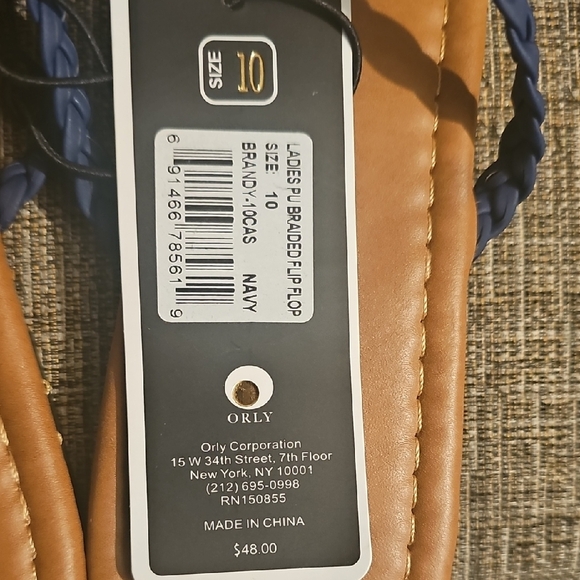 SIZE 10
LADIES PU BRAIDED FLIP FLOP
SIZE: 10
BRANDY-10CAS NAVY
6 91466 78561 9
ORLY
Orly Corporation
15 W 34th Street, 7th Floor
New York, NY 10001
(212) 695-0998
RN150855
MADE IN CHINA
$48.00